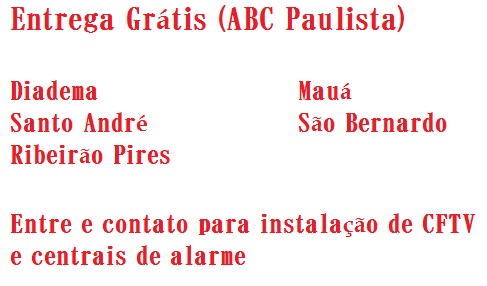 Entrega Grátis (ABC Paulista)
Diadema Mauá
Santo André São Bernardo
Ribeirão Pires
Entre e contato para instalação de CFTV
e centrais de alarme